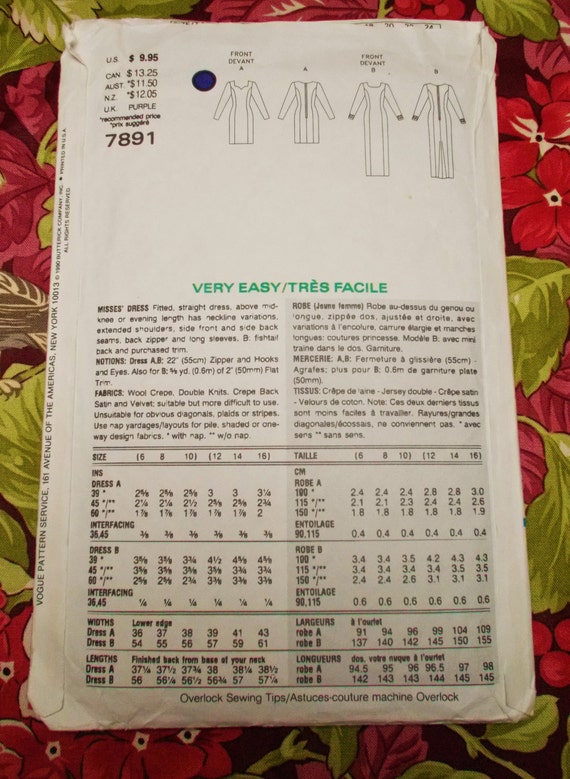 U.S. $ 9.95
CAN $ 13.25
AUST. *$11.50
N.Z. *$12.05
U.K. PURPLE
*recommended price
*prix suggéré
7891
FRONT
DEVANT
A
A
FRONT
DEVANT
B
B
VOGUE PATTERN SERVICE, 161 AVENUE OF THE AMERICAS, NEW YORK 10013 © 1990 BUTTERICK COMPANY, INC. • PRINTED IN U.S.A.
ALL RIGHTS RESERVED.
VERY EASY/TRÈS FACILE
MISSES' DRESS Fitted, straight dress, above mid-
knee or evening length has neckline variations,
extended shoulders, side front and side back
seams, back zipper and long sleeves. B: fishtail
back and purchased trim.
NOTIONS: Dress A,B: 22" (55cm) Zipper and Hooks
and Eyes. Also for B: ⅝ yd. (0.6m) of 2" (50mm) Flat
Trim.
FABRICS: Wool Crepe, Double Knits, Crepe Back
Satin and Velvet: suitable but more difficult to use.
Unsuitable for obvious diagonals, plaids or stripes.
Use nap yardages/layouts for pile, shaded or one-
way design fabrics. * with nap. ** w/o nap.
ROBE (Jeune femme) Robe au-dessus du genou ou
longue, zippée dos, ajustée et droite, avec
variations à l'encolure, carrure élargie et manches
longues: coutures princesse. Modèle B, avec mini
traîne dans le dos. Garniture.
MERCERIE: A,B: Fermeture à glissière (55cm) -
Agrafes; plus pour B: 0.6m de garniture plate
(50mm).
TISSUS: Crêpe de laine - Jersey double - Crêpe satin
- Velours de coton. Note: Ces deux derniers tissus
sont moins faciles à travailler. Rayures/grandes
diagonales/écossais, ne conviennent pas. * avec
sens ** sans sens.
SIZE (6 8 10) (12 14 16)
INS
DRESS A
39 * 2⅝ 2⅝ 2⅝ 3 3 3¼
45 */** 2¼ 2¼ 2½ 2⅝ 2⅝ 2¾
60 */** 1⅞ 1⅞ 1⅞ 1⅞ 1⅞ 2
INTERFACING
36,45 ⅜ ⅜ ⅜ ⅜ ⅜ ⅜
DRESS B
39 * 3⅝ 3⅝ 3¾ 4½ 4⅝ 4⅝
45 */** 3⅝ 3⅝ 3¾ 3¾ 3¾ 3¾
60 */** 2⅝ 2⅝ 2¾ 3⅜ 3⅜ 3⅜
INTERFACING
36,45 ¼ ¼ ¼ ¼ ¼ ¼
WIDTHS Lower edge
Dress A 36 37 38 39 41 43
Dress B 54 55 56 57 59 61
LENGTHS Finished back from base of your neck
Dress A 37¼ 37½ 37¾ 38 38¼ 38½
Dress B 56 56¼ 56½ 56¾ 57 57¼
TAILLE (6 8 10) (12 14 16)
CM
ROBE A
100 * 2.4 2.4 2.4 2.8 2.8 3.0
115 */** 2.1 2.1 2.3 2.4 2.4 2.6
150 */** 1.8 1.8 1.8 1.8 1.8 1.9
ENTOILAGE
90,115 0.4 0.4 0.4 0.4 0.4 0.4
ROBE B
100 * 3.4 3.4 3.5 4.2 4.3 4.3
115 */** 3.4 3.4 3.4 3.5 3.5 3.5
150 */** 2.4 2.4 2.6 3.1 3.1 3.1
ENTOILAGE
90,115 0.6 0.6 0.6 0.6 0.6 0.6
LARGEURS à l'ourlet
robe A 91 94 96 99 104 109
robe B 137 140 142 145 150 155
LONGUEURS dos, votre nuque à l'ourlet
robe A 94.5 95 96 96.5 97 98
robe B 142 143 143 144 145 145
Overlock Sewing Tips/Astuces-couture machine Overlock